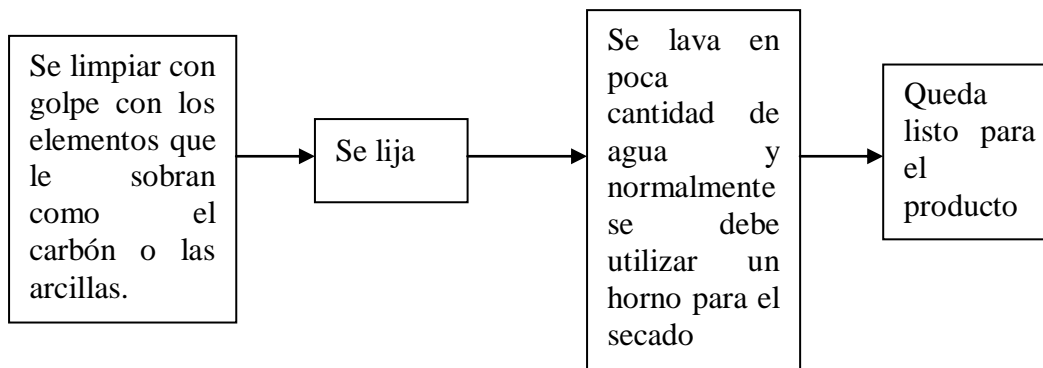 Se limpiar con
golpe con los
elementos que
le sobran
como el
carbón o las
arcillas.
Se lija
Se lava en
poca
cantidad de
agua y
normalmente
se debe
utilizar un
horno para el
secado
Queda
listo para
el
producto